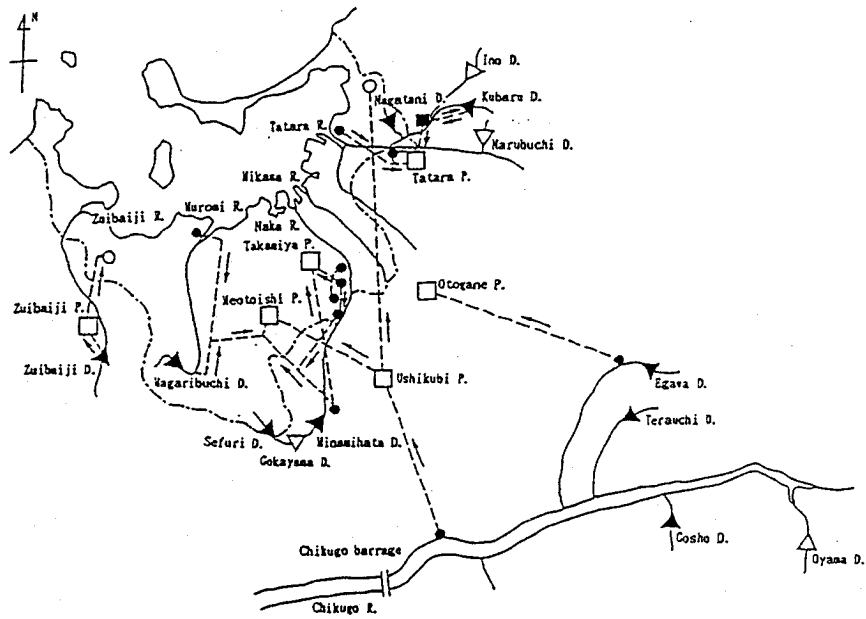 N
Ino D.
Nagatani D.
Kubaru D.
Tatara R.
Narubuchi D.
Tatara P.
Mikasa R.
Zuibaiji R.
Muromi R.
Naka R.
Takamiya P.
Otogane P.
Zuibaiji P.
Meotoishi P.
Zuibaiji D.
Magaribuchi D.
Ushikubi P.
Egawa D.
Terauchi D.
Sefuri D.
Minamihata D.
Gokayama D.
Chikugo barrage
Gosho D.
Oyama D.
Chikugo R.